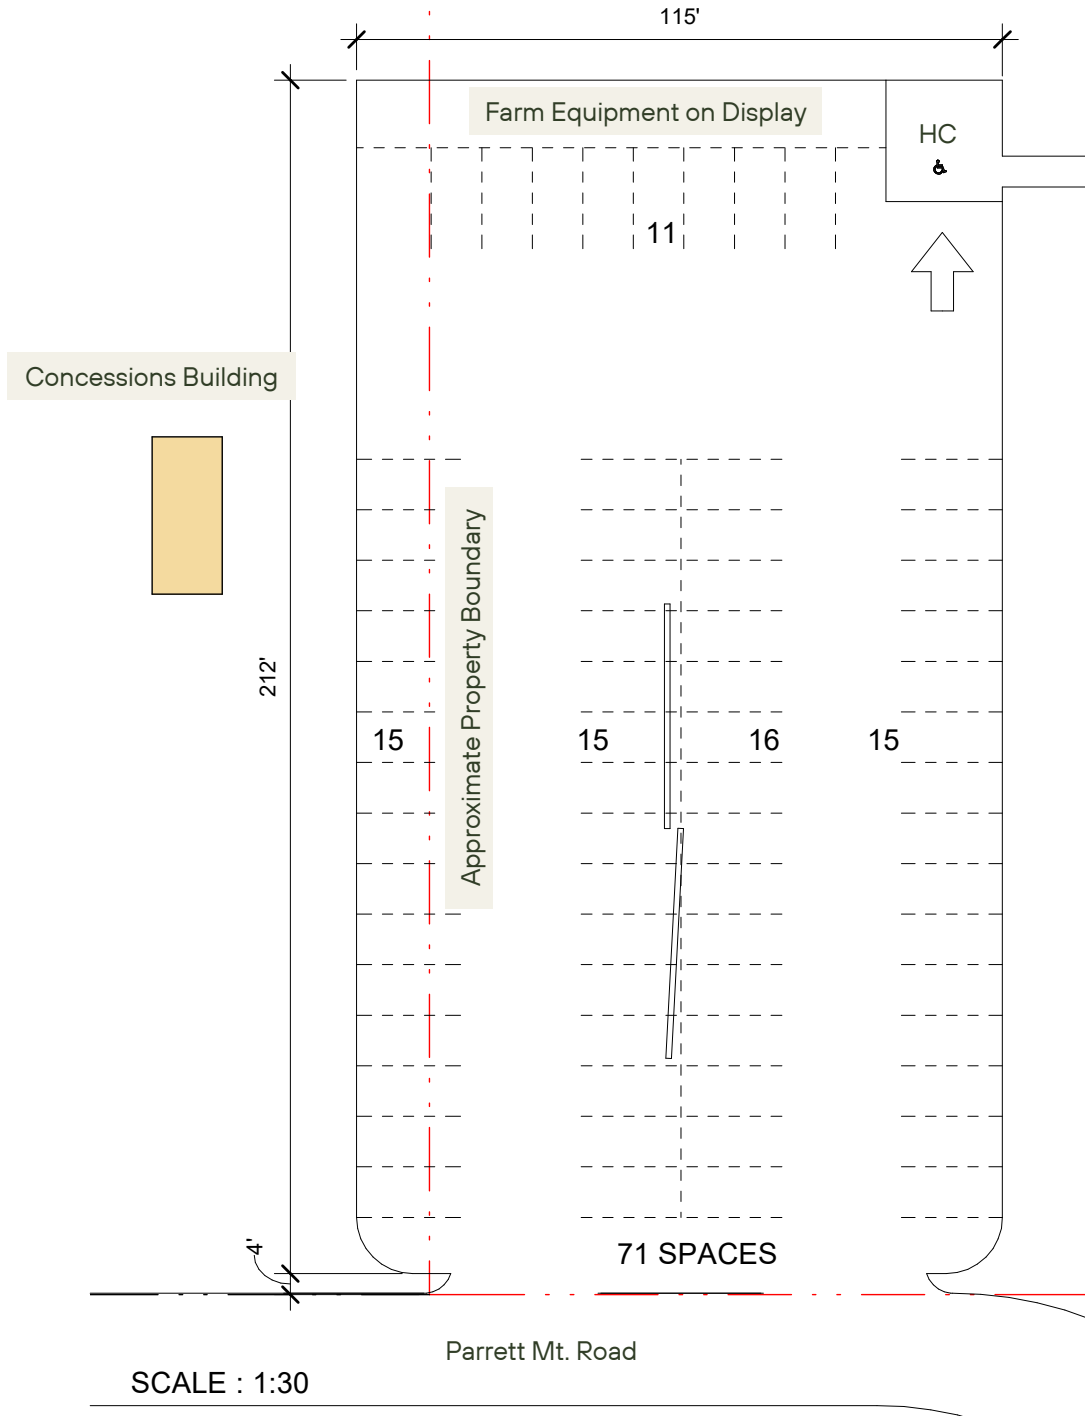 115'
Farm Equipment on Display
HC
11
Concessions Building
Approximate Property Boundary
212'
15
15
16
15
4'
71 SPACES
Parrett Mt. Road
SCALE : 1:30